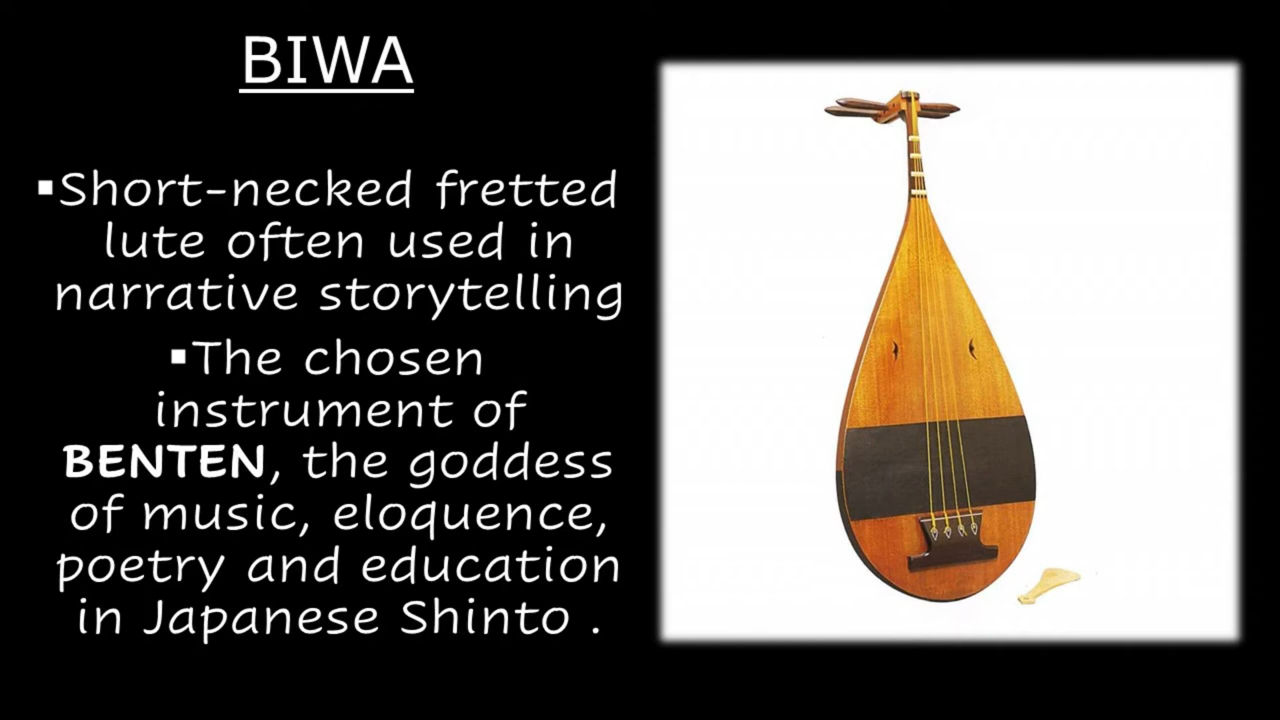 BIWA
▪Short-necked fretted
lute often used in
narrative storytelling
▪The chosen
instrument of
BENTEN, the goddess
of music, eloquence,
poetry and education
in Japanese Shinto .